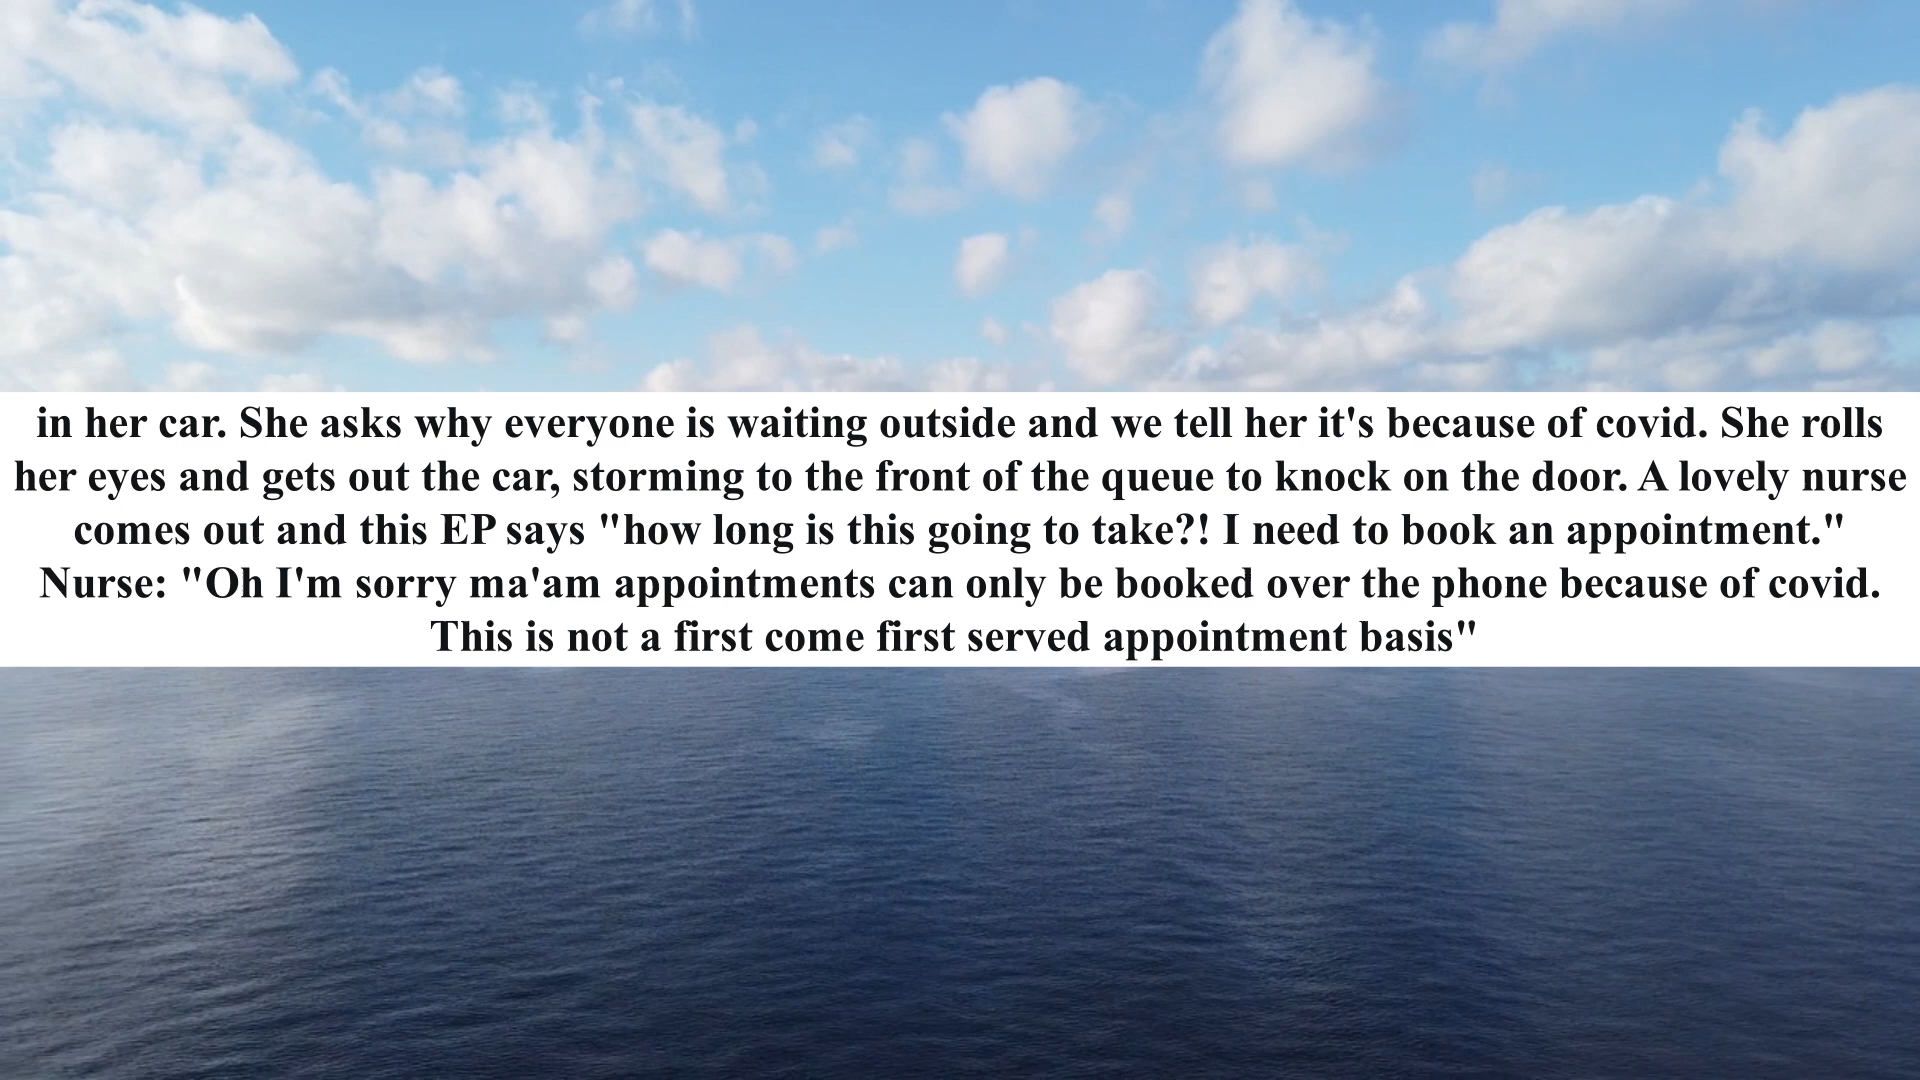 in her car. She asks why everyone is waiting outside and we tell her it's because of covid. She rolls
her eyes and gets out the car, storming to the front of the queue to knock on the door. A lovely nurse
comes out and this EP says "how long is this going to take?! I need to book an appointment."
Nurse: "Oh I'm sorry ma'am appointments can only be booked over the phone because of covid.
This is not a first come first served appointment basis"